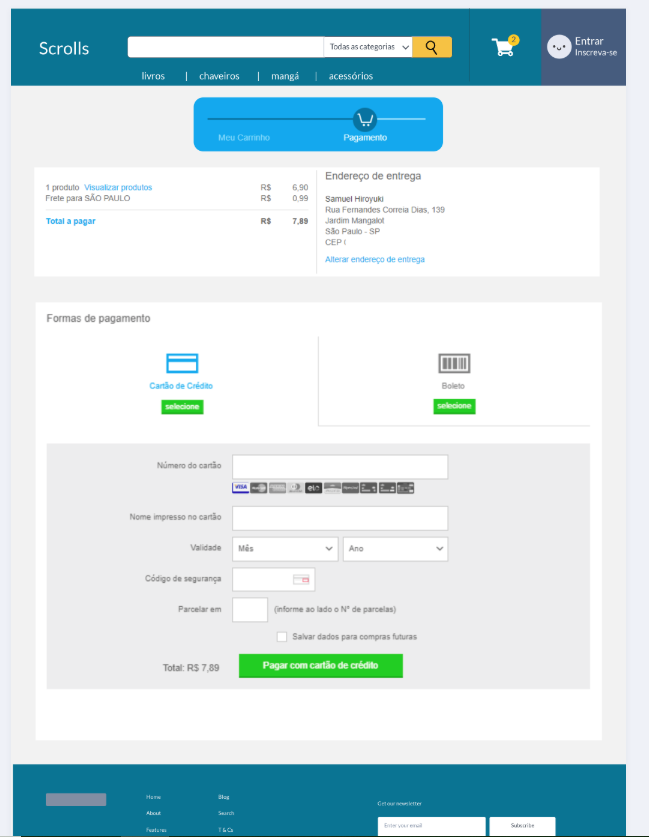 Scrolls
Todas as categorias
2
Entrar
Inscreva-se
livros | chaveiros | mangá | acessórios
Meu Carrinho
Pagamento
1 produto Visualizar produtos R$ 6,90
Frete para SÃO PAULO R$ 0,99
Total a pagar R$ 7,89
Endereço de entrega
Samuel Hiroyuki
Rua Fernandes Correia Dias, 139
Jardim Mangalot
São Paulo - SP
CEP
Alterar endereço de entrega
Formas de pagamento
Cartão de Crédito
selecione
Boleto
selecione
Número do cartão
VISA
elo
Nome impresso no cartão
Validade Mês Ano
Código de segurança
Parcelar em (informe ao lado o N° de parcelas)
Salvar dados para compras futuras
Total: R$ 7,89 Pagar com cartão de crédito
Home Blog
Get our newsletter
About Search
Enter your email Subscribe
Features T & Cs